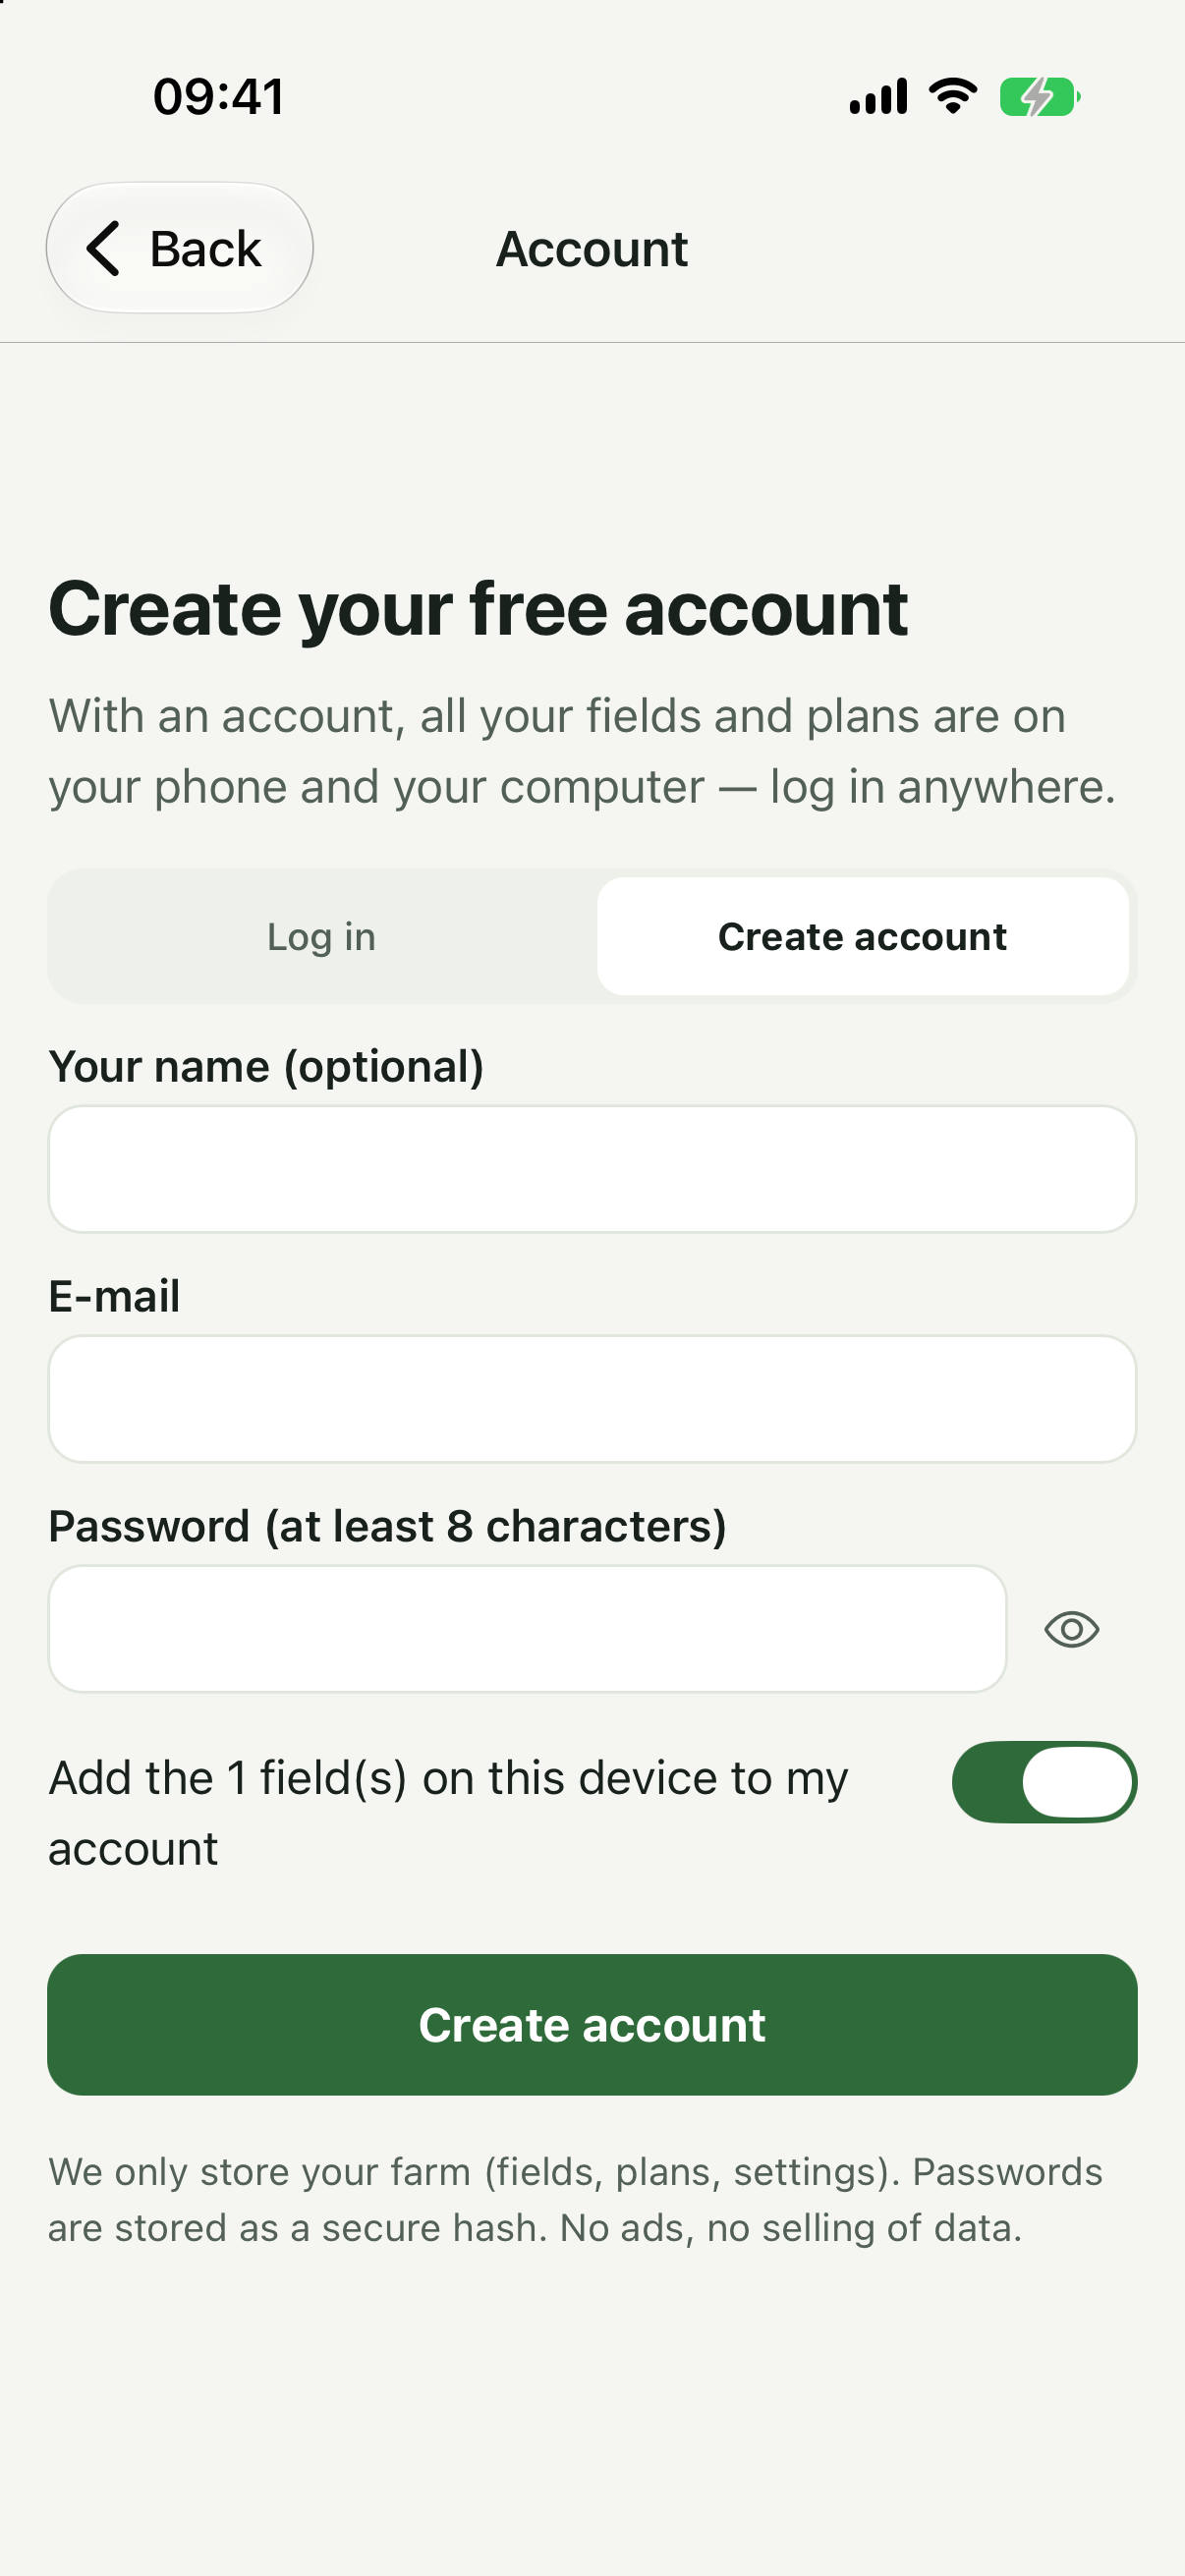 09:41
Back
Account
Create your free account
With an account, all your fields and plans are on
your phone and your computer — log in anywhere.
Log in
Create account
Your name (optional)
E-mail
Password (at least 8 characters)
Add the 1 field(s) on this device to my
account
Create account
We only store your farm (fields, plans, settings). Passwords
are stored as a secure hash. No ads, no selling of data.